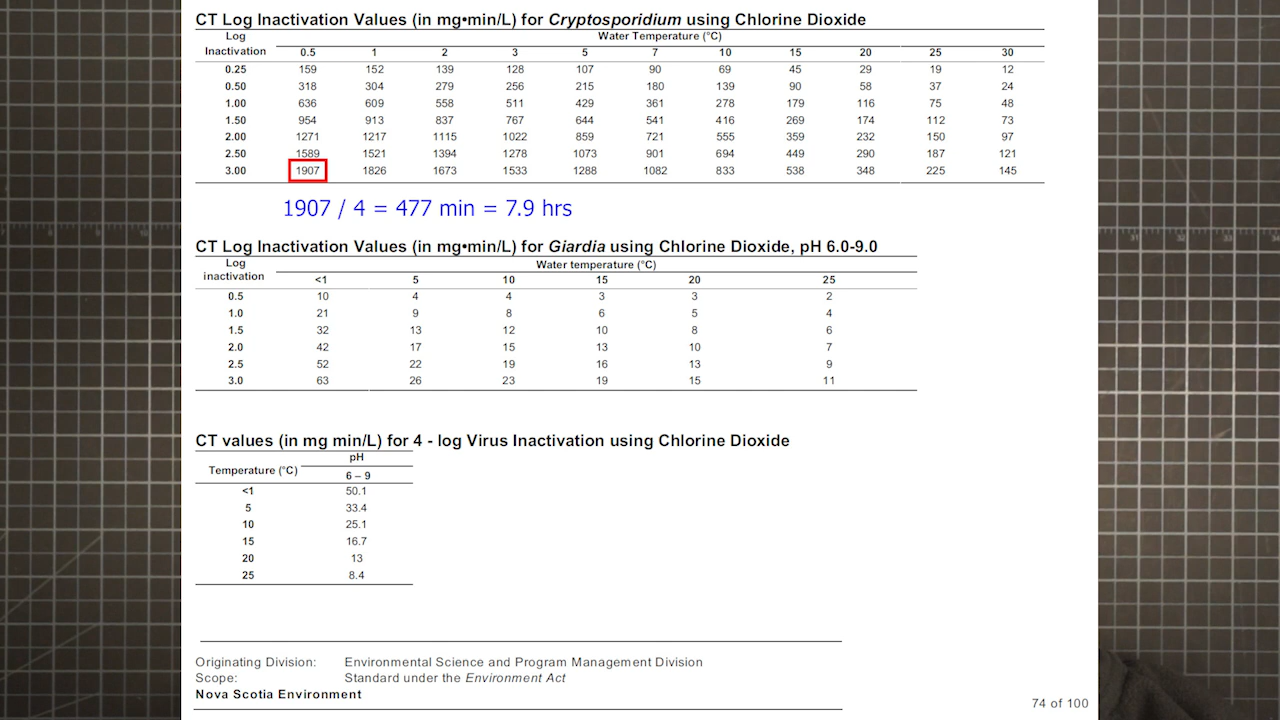 CT Log Inactivation Values (in mg•min/L) for Cryptosporidium using Chlorine Dioxide
Log Inactivation Water Temperature (°C)
0.5 1 2 3 5 7 10 15 20 25 30
0.25 159 152 139 128 107 90 69 45 29 19 12
0.50 318 304 279 256 215 180 139 90 58 37 24
1.00 636 609 558 511 429 361 278 179 116 75 48
1.50 954 913 837 767 644 541 416 269 174 112 73
2.00 1271 1217 1115 1022 859 721 555 359 232 150 97
2.50 1589 1521 1394 1278 1073 901 694 449 290 187 121
3.00 1907 1826 1673 1533 1288 1082 833 538 348 225 145
1907 / 4 = 477 min = 7.9 hrs
CT Log Inactivation Values (in mg•min/L) for Giardia using Chlorine Dioxide, pH 6.0-9.0
Log inactivation Water temperature (°C)
<1 5 10 15 20 25
0.5 10 4 4 3 3 2
1.0 21 9 8 6 5 4
1.5 32 13 12 10 8 6
2.0 42 17 15 13 10 7
2.5 52 22 19 16 13 9
3.0 63 26 23 19 15 11
CT values (in mg min/L) for 4 - log Virus Inactivation using Chlorine Dioxide
Temperature (°C) pH
6 – 9
<1 50.1
5 33.4
10 25.1
15 16.7
20 13
25 8.4
Originating Division: Environmental Science and Program Management Division
Scope: Standard under the Environment Act
Nova Scotia Environment
74 of 100